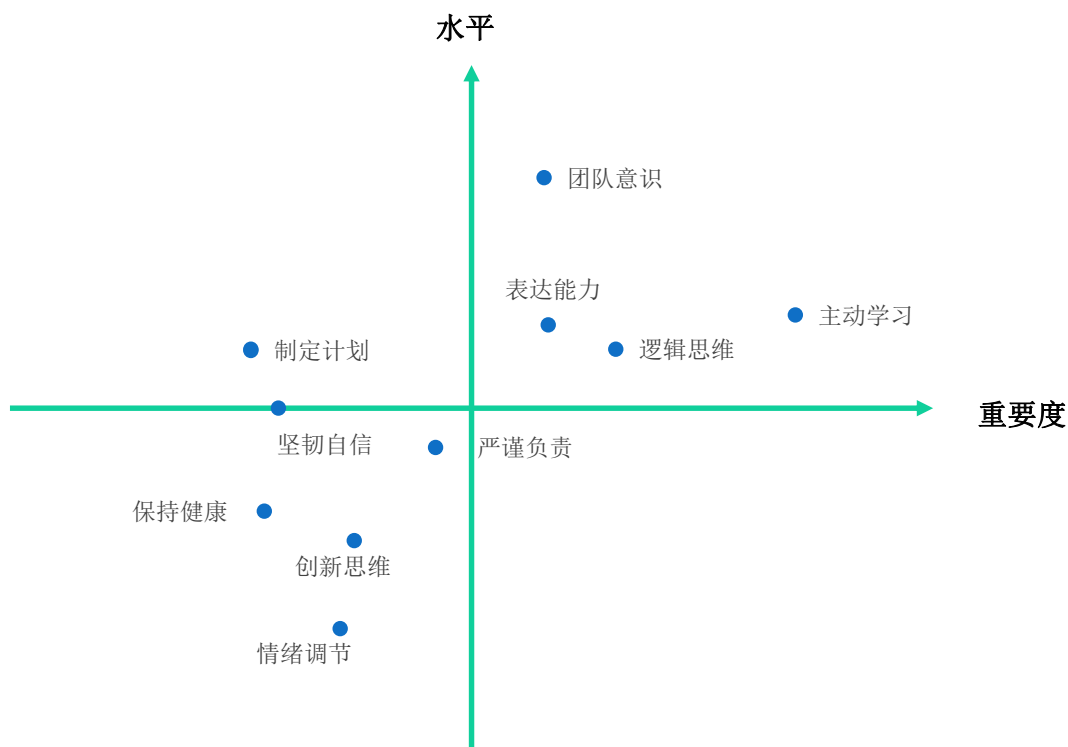 水平
团队意识
表达能力
主动学习
逻辑思维
制定计划
重要度
坚韧自信
严谨负责
保持健康
创新思维
情绪调节